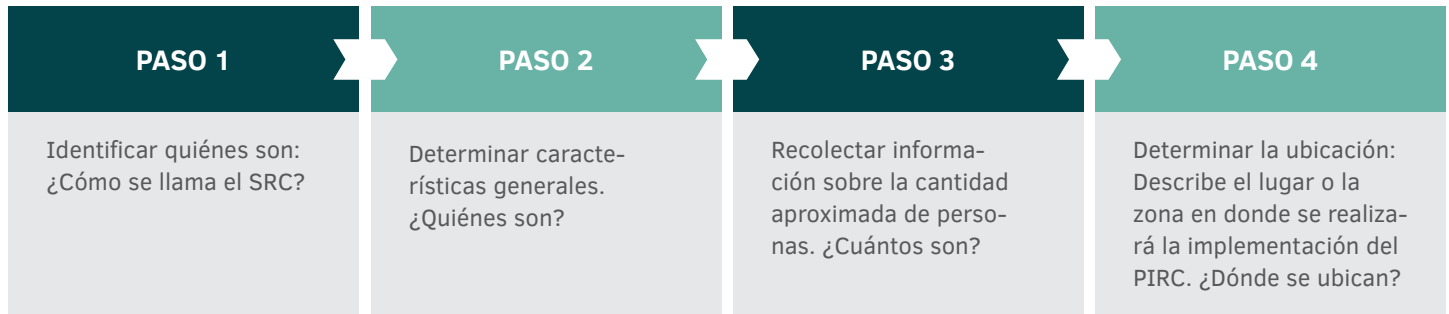 PASO 1
Identificar quiénes son:
¿Cómo se llama el SRC?
PASO 2
Determinar caracte-
rísticas generales.
¿Quiénes son?
PASO 3
Recolectar informa-
ción sobre la cantidad
aproximada de perso-
nas. ¿Cuántos son?
PASO 4
Determinar la ubicación:
Describe el lugar o la
zona en donde se realiza-
rá la implementación del
PIRC. ¿Dónde se ubican?